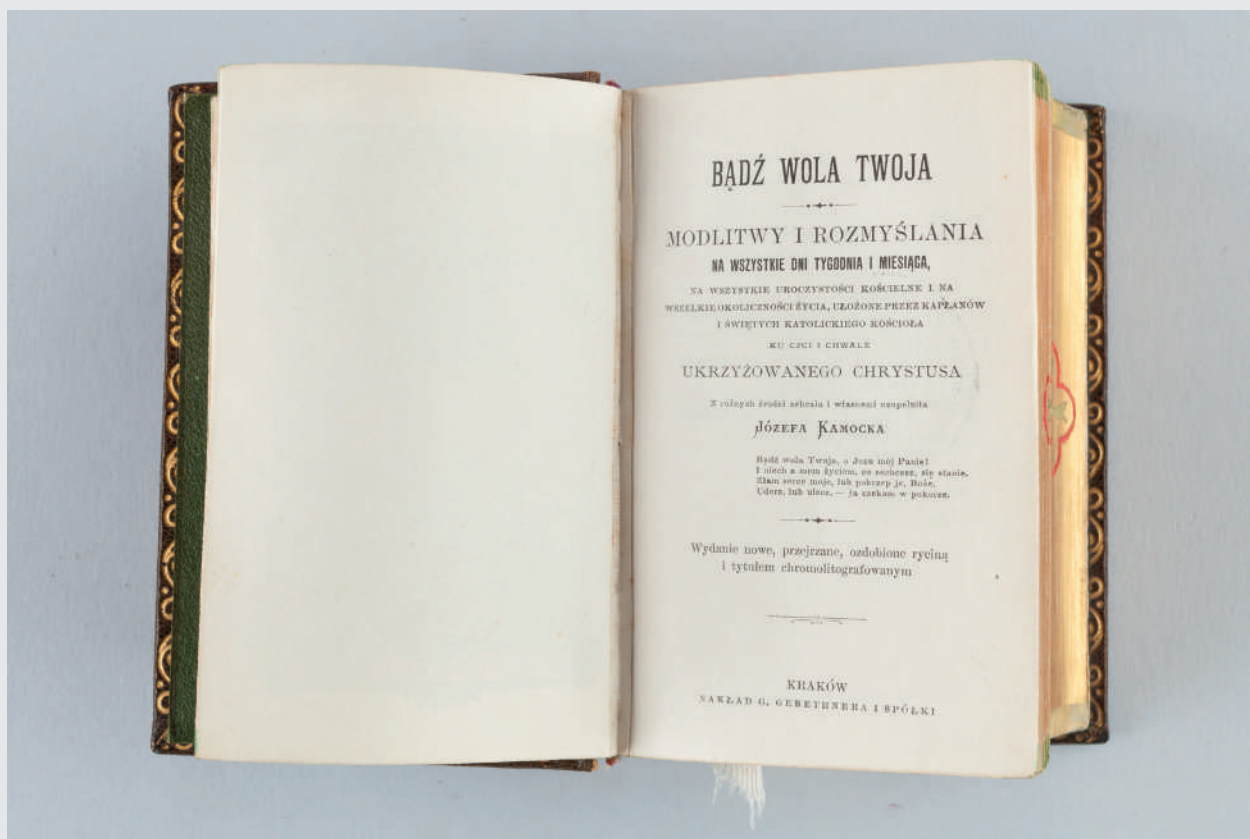 BĄDŹ WOLA TWOJA
MODLITWY I ROZMYŚLANIA
NA WSZYSTKIE DNI TYGODNIA I MIESIĄCA,
NA WSZYSTKIE UROCZYSTOŚCI KOŚCIELNE I NA
WSZELKIE OKOLICZNOŚCI ŻYCIA, UŁOŻONE PRZEZ KAPŁANÓW
I ŚWIĘTYCH KATOLICKIEGO KOŚCIOŁA
KU CZCI I CHWALE
UKRZYŻOWANEGO CHRYSTUSA
Z różnych źródeł zebrała i własnemi uzupełniła
JÓZEFA KAMOCKA
Bądź wola Twoja, o Jezu mój Panie!
I niech z mem życiem, co zechcesz, się stanie,
Złam serce moje, lub pokrzep je, Boże,
Uderz, lub ulecz, — ja czekam w pokorze.
Wydanie nowe, przejrzane, ozdobione ryciną
i tytułem chromolitografowanym
KRAKÓW
NAKŁAD G. GEBETHNERA I SPÓŁKI